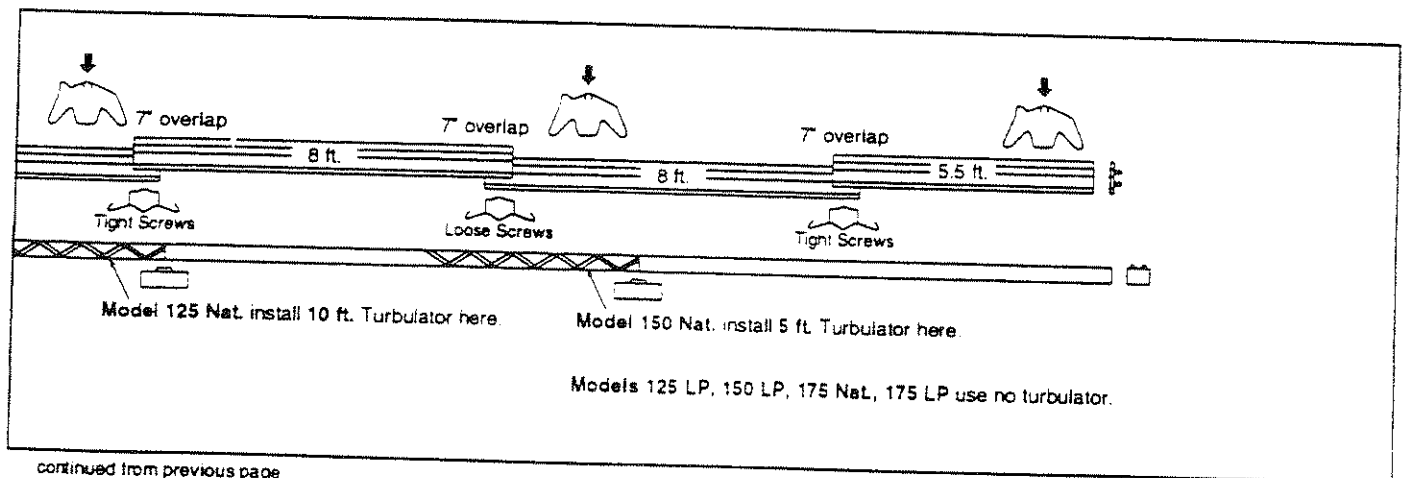 7" overlap
7" overlap
7" overlap
8 ft.
8 ft.
5.5 ft.
Tight Screws
Loose Screws
Tight Screws
Model 125 Nat. install 10 ft. Turbulator here.
Model 150 Nat. install 5 ft. Turbulator here.
Models 125 LP, 150 LP, 175 Nat., 175 LP use no turbulator.
continued from previous page